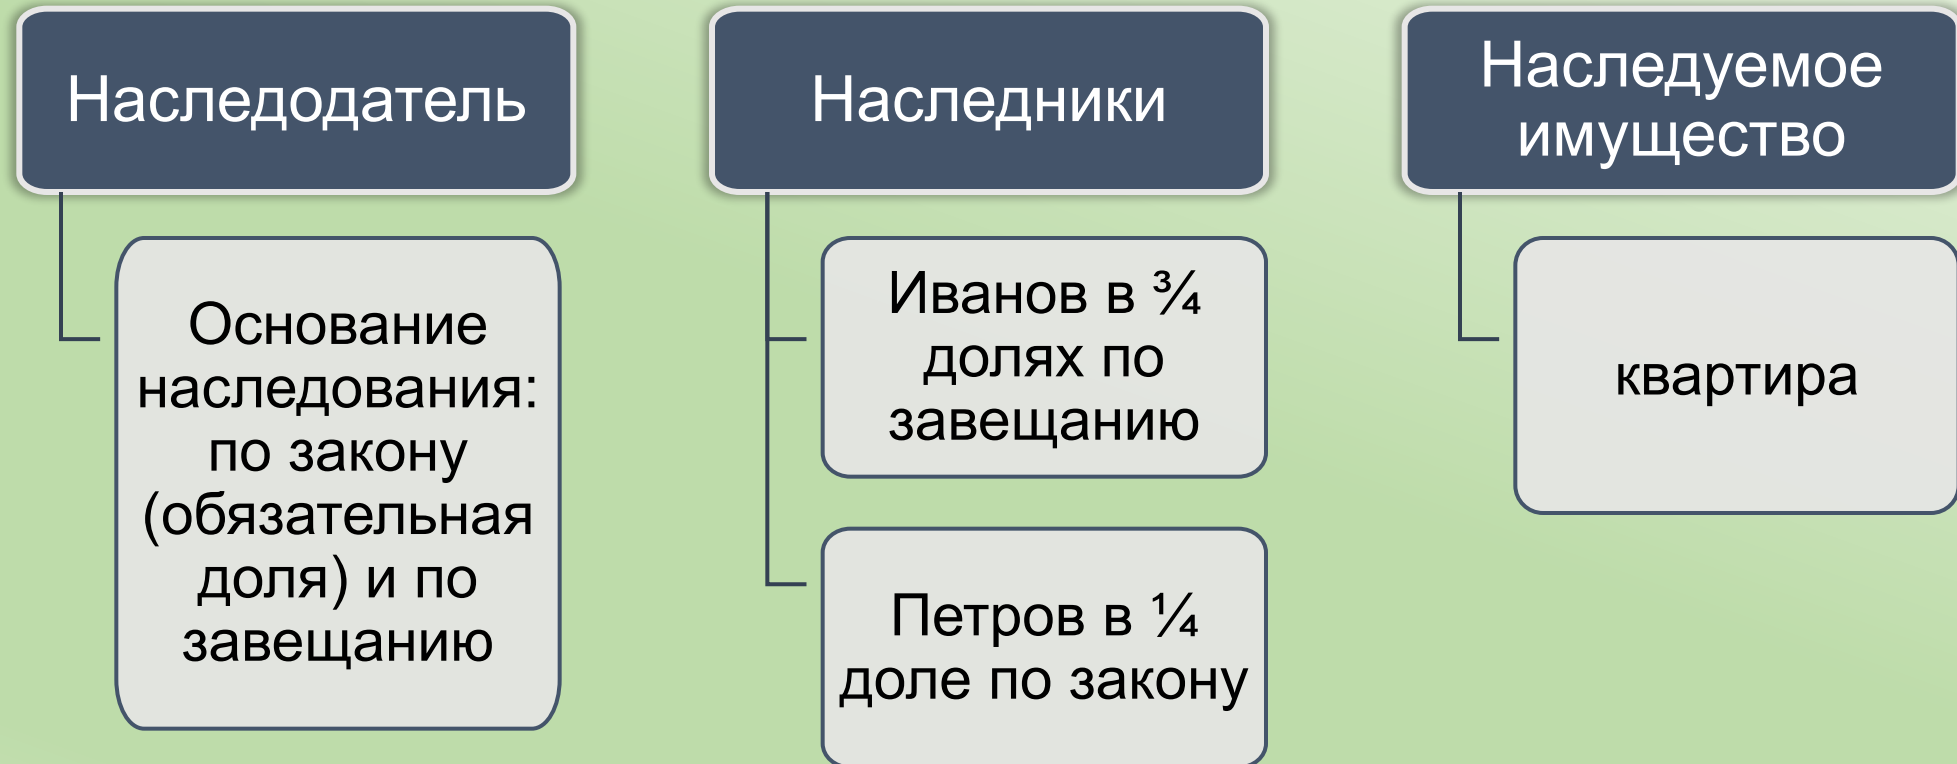 Наследодатель
Основание
наследования:
по закону
(обязательная
доля) и по
завещанию
Наследники
Иванов в ¾
долях по
завещанию
Петров в ¼
доле по закону
Наследуемое
имущество
квартира